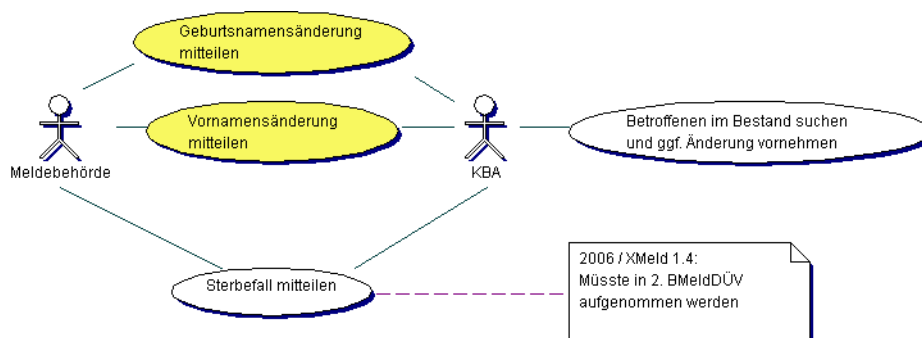 Geburtsnamensänderung
mitteilen
Vornamensänderung
mitteilen
Betroffenen im Bestand suchen
und ggf. Änderung vornehmen
Meldebehörde
KBA
Sterbefall mitteilen
2006 / XMeld 1.4:
Müsste in 2. BMeldDÜV
aufgenommen werden